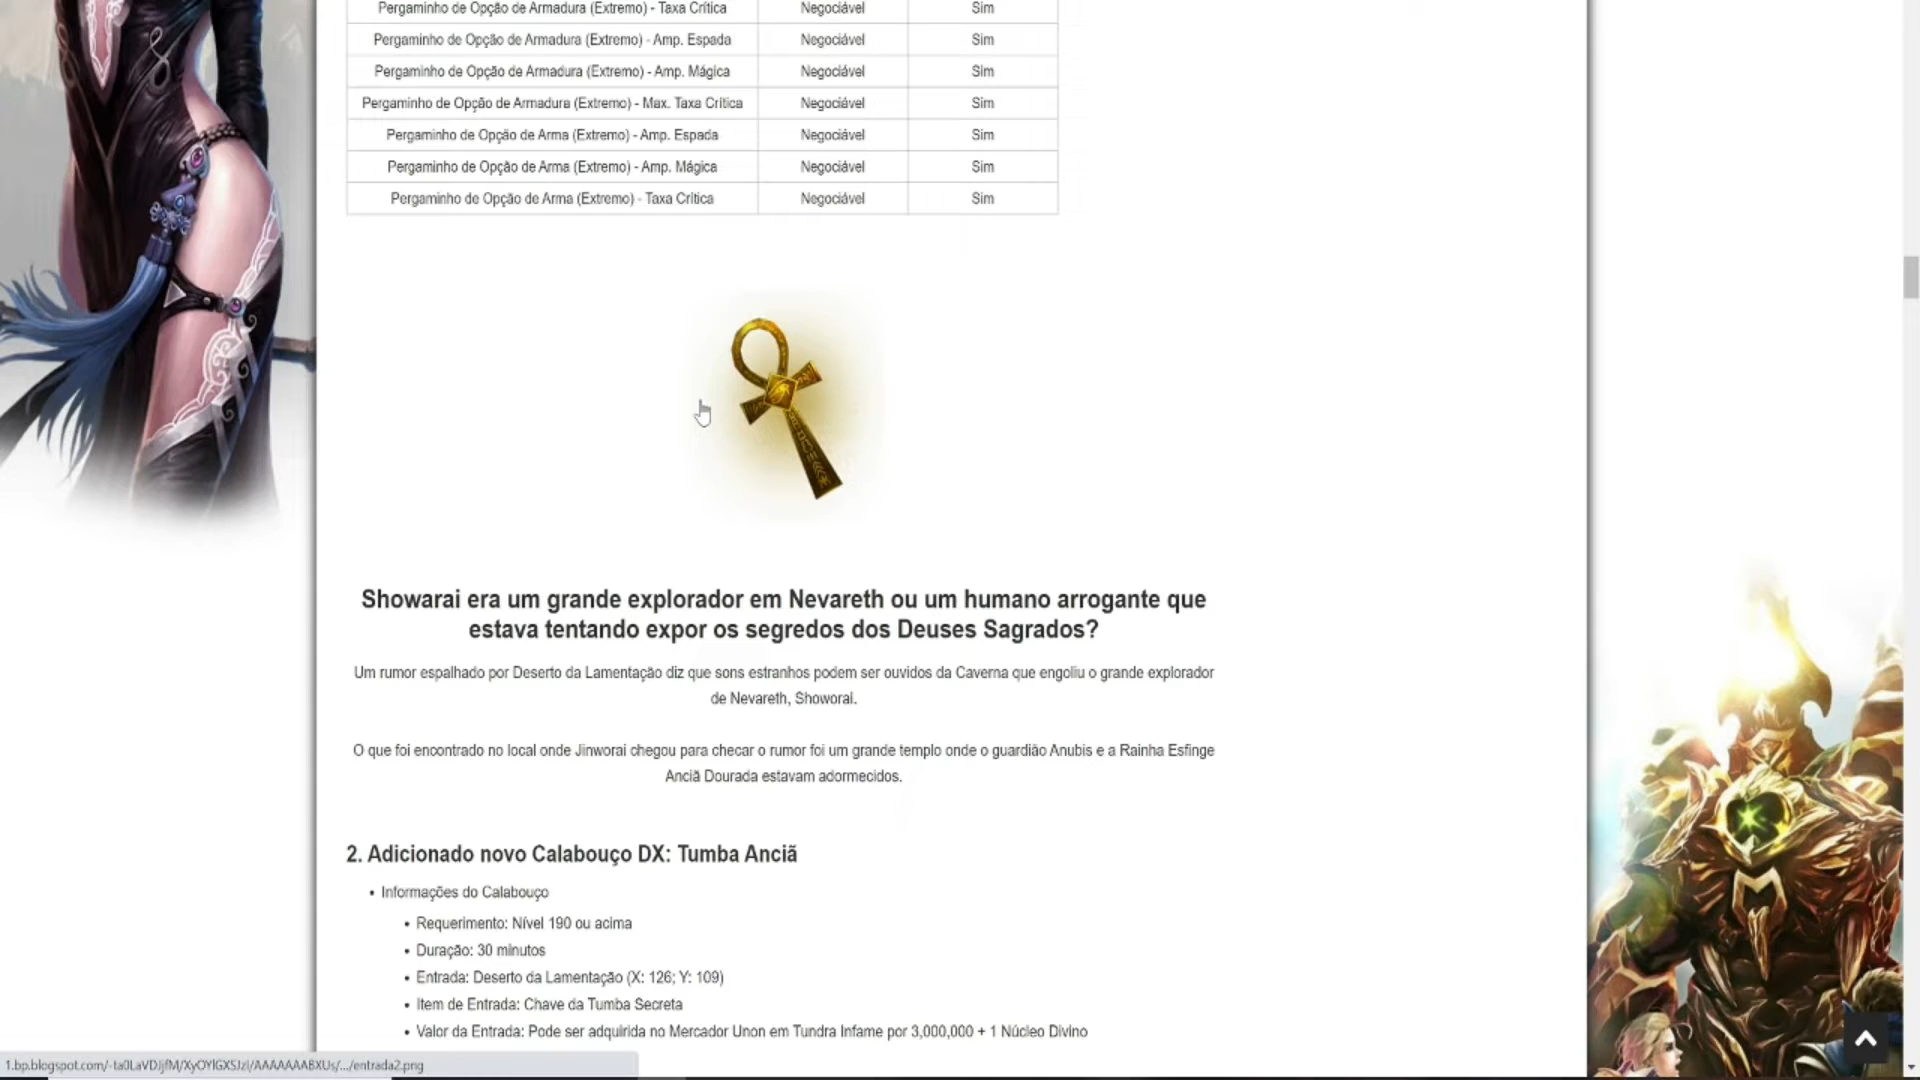 Pergaminho de Opção de Armadura (Extremo) - Taxa Crítica Negociável Sim
Pergaminho de Opção de Armadura (Extremo) - Amp. Espada Negociável Sim
Pergaminho de Opção de Armadura (Extremo) - Amp. Mágica Negociável Sim
Pergaminho de Opção de Armadura (Extremo) - Max. Taxa Crítica Negociável Sim
Pergaminho de Opção de Arma (Extremo) - Amp. Espada Negociável Sim
Pergaminho de Opção de Arma (Extremo) - Amp. Mágica Negociável Sim
Pergaminho de Opção de Arma (Extremo) - Taxa Crítica Negociável Sim
Showarai era um grande explorador em Nevareth ou um humano arrogante que
estava tentando expor os segredos dos Deuses Sagrados?
Um rumor espalhado por Deserto da Lamentação diz que sons estranhos podem ser ouvidos da Caverna que engoliu o grande explorador
de Nevareth, Showorai.
O que foi encontrado no local onde Jinworai chegou para checar o rumor foi um grande templo onde o guardião Anubis e a Rainha Esfinge
Anciã Dourada estavam adormecidos.
2. Adicionado novo Calabouço DX: Tumba Anciã
• Informações do Calabouço
• Requerimento: Nível 190 ou acima
• Duração: 30 minutos
• Entrada: Deserto da Lamentação (X: 126; Y: 109)
• Item de Entrada: Chave da Tumba Secreta
• Valor da Entrada: Pode ser adquirida no Mercador Unon em Tundra Infame por 3,000,000 + 1 Núcleo Divino